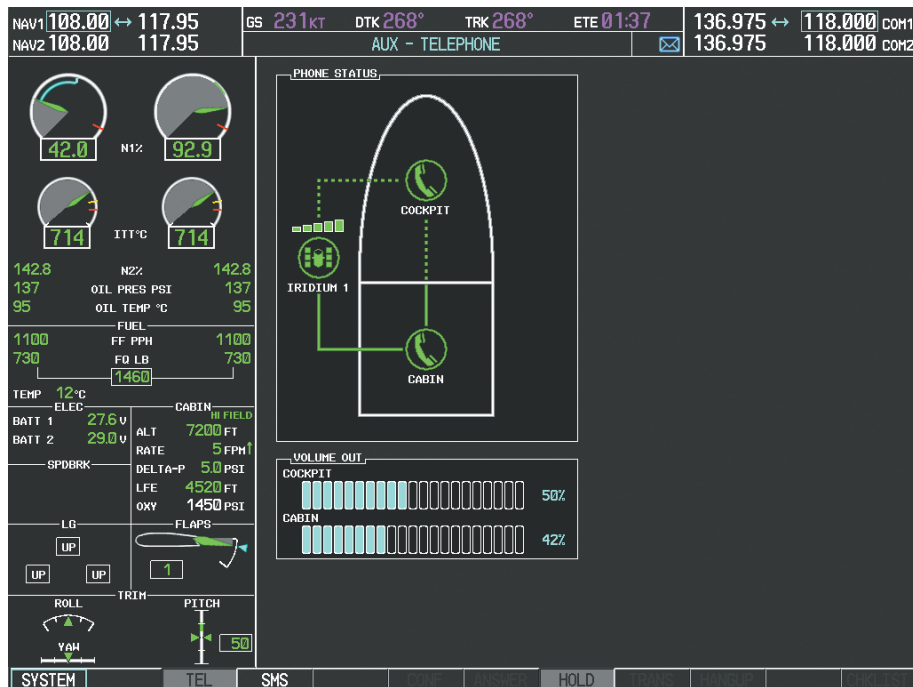 NAV1 108.00 ↔ 117.95 GS 231KT DTK 268° TRK 268° ETE 01:37 136.975 ↔ 118.000 COM1
NAV2 108.00 117.95 AUX - TELEPHONE 136.975 118.000 COM2
PHONE STATUS
42.0 N1% 92.9
COCKPIT
714 ITT°C 714
IRIDIUM 1
142.8 N2% 142.8
137 OIL PRES PSI 137
95 OIL TEMP °C 95
FUEL
1100 FF PPH 1100
730 FQ LB 730
1460
CABIN
TEMP 12°C
ELEC CABIN
HI FIELD
BATT 1 27.6 V
BATT 2 29.0 V
ALT 7200 FT
RATE 5 FPM↑
SPDBRK
DELTA-P 5.0 PSI
LFE 4520 FT
OXY 1450 PSI
VOLUME OUT
COCKPIT
50%
CABIN
42%
LG FLAPS
UP
UP UP
1
TRIM
ROLL PITCH
YAW
50
SYSTEM TEL SMS CONF ANSWER HOLD TRANS HANGUP CHKLIST